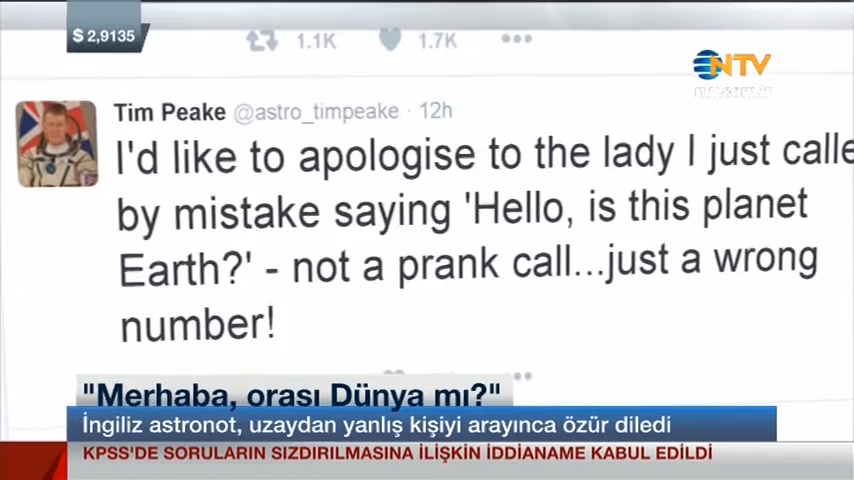 $ 2,9135
1.1K 1.7K •••
NTV
Tim Peake @astro_timpeake · 12h
I'd like to apologise to the lady I just calle
by mistake saying 'Hello, is this planet
Earth?' - not a prank call...just a wrong
number!
"Merhaba, orası Dünya mı?"
İngiliz astronot, uzaydan yanlış kişiyi arayınca özür diledi
KPSS'DE SORULARIN SIZDIRILMASINA İLİŞKİN İDDİANAME KABUL EDİLDİ